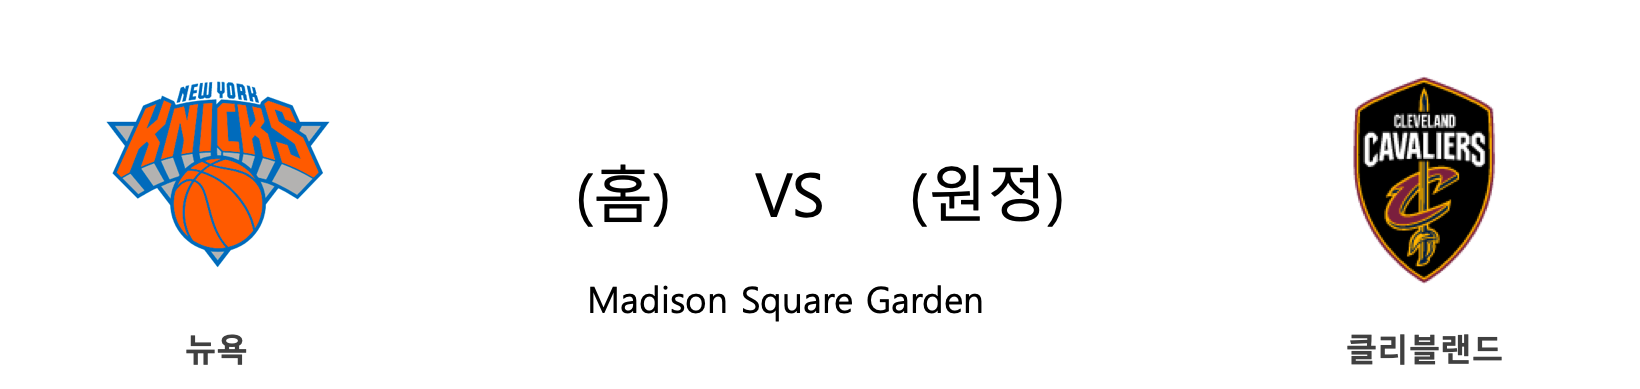 NEW YORK
KNICKS
CLEVELAND
CAVALIERS
C
(홈) VS (원정)
Madison Square Garden
뉴욕
클리블랜드